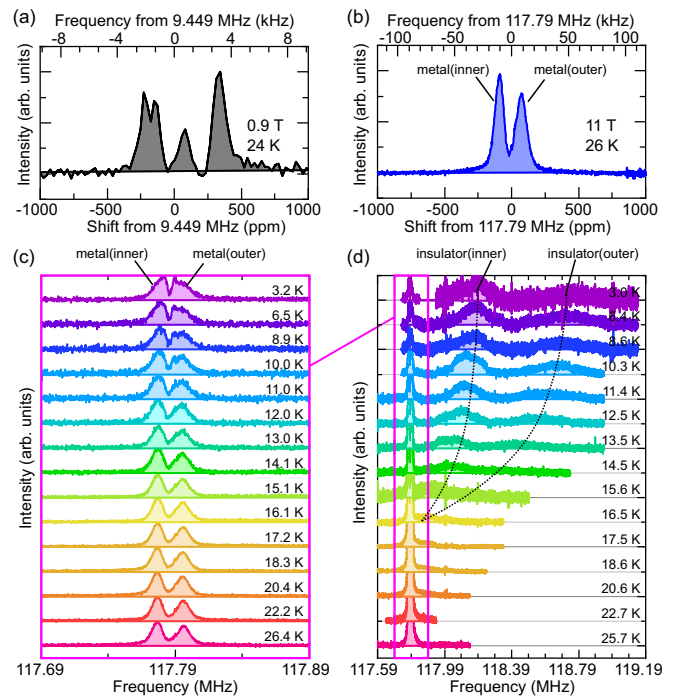 (a)
Frequency from 9.449 MHz (kHz)
-8 -4 0 4 8
Intensity (arb. units)
0.9 T
24 K
-1000 -500 0 500 1000
Shift from 9.449 MHz (ppm)
(b)
Frequency from 117.79 MHz (kHz)
-80 -40 0 40 80
Intensity (arb. units)
metal(inner) metal(outer)
11 T
26 K
-1000 -500 0 500 1000
Shift from 117.79 MHz (ppm)
(c)
metal(inner) metal(outer)
Intensity (arb. units)
3.2 K
6.5 K
8.9 K
10.0 K
11.0 K
12.0 K
13.0 K
14.1 K
15.1 K
16.1 K
17.2 K
18.3 K
20.4 K
22.2 K
26.4 K
117.69 117.79 117.89
Frequency (MHz)
(d)
insulator(inner) insulator(outer)
Intensity (arb. units)
3.0 K
6.4 K
8.6 K
10.3 K
11.4 K
12.5 K
13.5 K
14.5 K
15.6 K
16.5 K
17.5 K
18.6 K
20.6 K
22.7 K
25.7 K
117.59 117.99 118.39 118.79 119.19
Frequency (MHz)